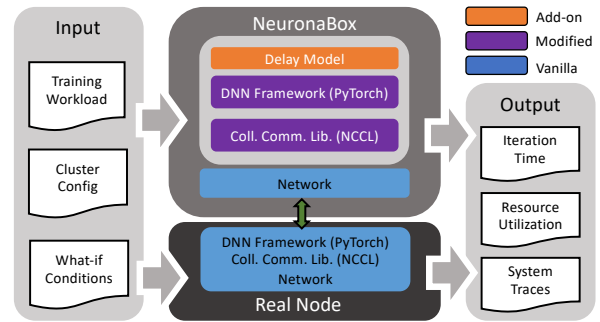 Input
Training
Workload
Cluster
Config
What-if
Conditions
NeuronaBox
Delay Model
DNN Framework (PyTorch)
Coll. Comm. Lib. (NCCL)
Network
DNN Framework (PyTorch)
Coll. Comm. Lib. (NCCL)
Network
Real Node
Add-on
Modified
Vanilla
Output
Iteration
Time
Resource
Utilization
System
Traces